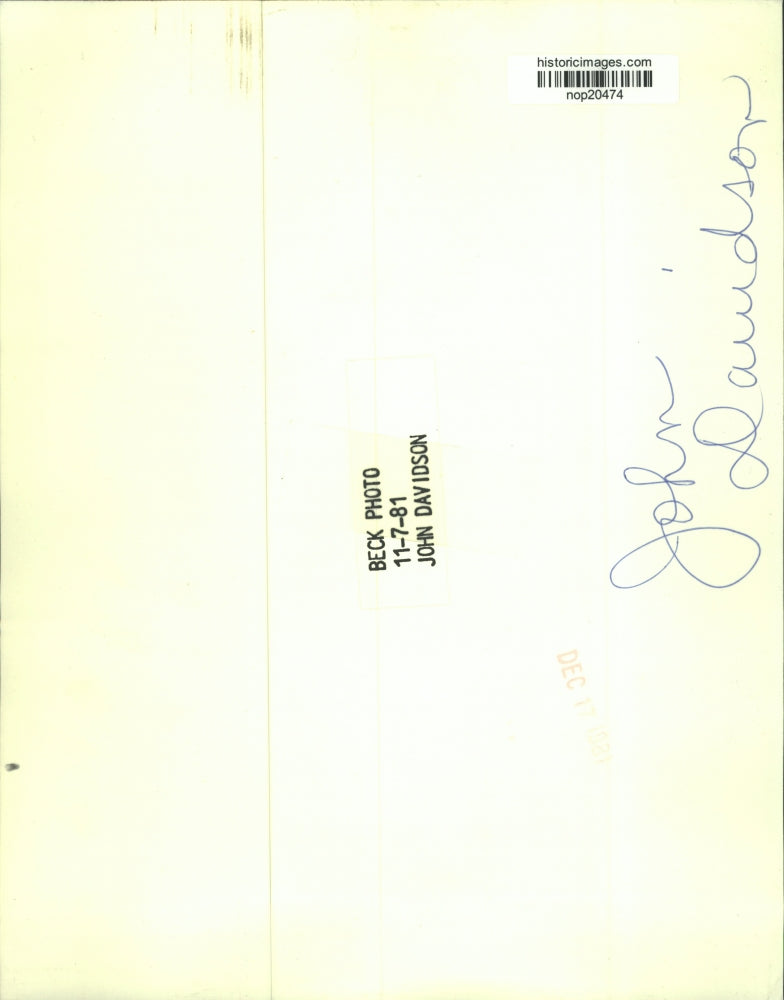 historicimages.com
nop20474
John
Davidson
BECK PHOTO
11-7-81
JOHN DAVIDSON
DEC 17 1981